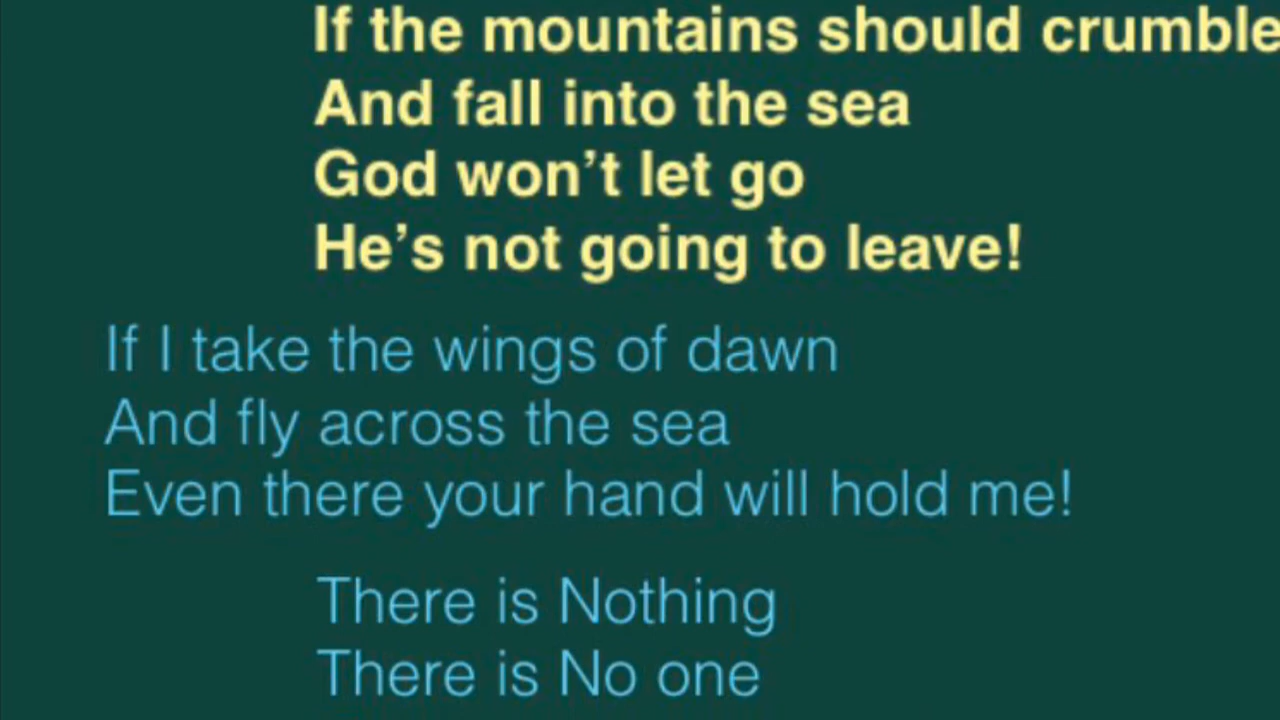 If the mountains should crumble
And fall into the sea
God won’t let go
He’s not going to leave!
If I take the wings of dawn
And fly across the sea
Even there your hand will hold me!
There is Nothing
There is No one